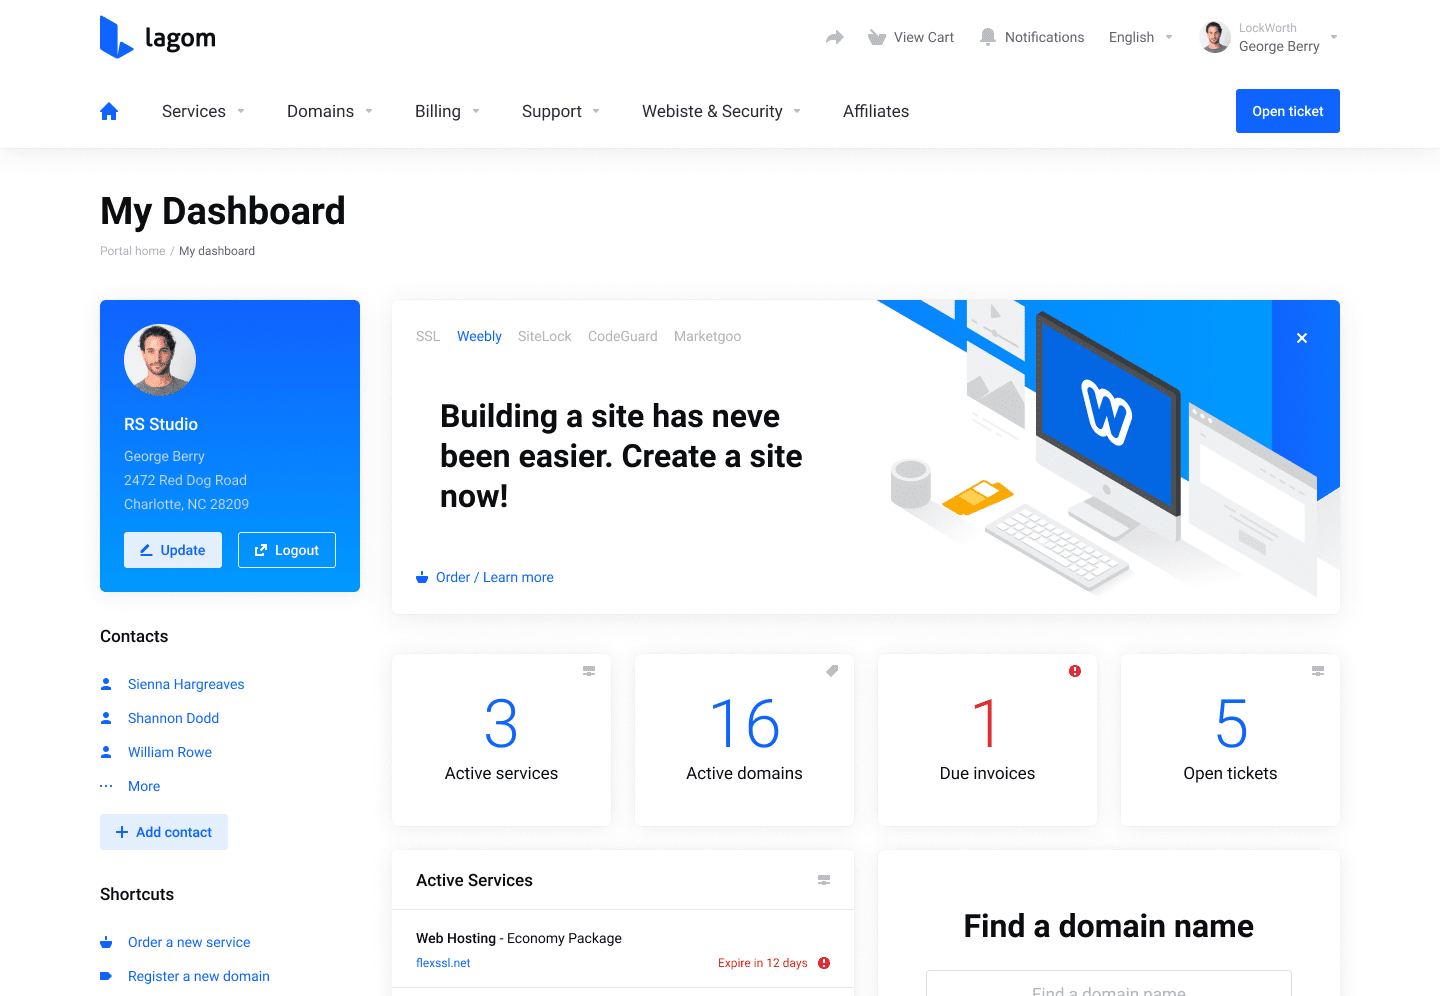 lagom
View Cart
Notifications
English
LockWorth
George Berry
Services
Domains
Billing
Support
Webiste & Security
Affiliates
Open ticket
My Dashboard
Portal home / My dashboard
RS Studio
George Berry
2472 Red Dog Road
Charlotte, NC 28209
Update
Logout
Contacts
Sienna Hargreaves
Shannon Dodd
William Rowe
More
Add contact
Shortcuts
Order a new service
Register a new domain
SSL
Weebly
SiteLock
CodeGuard
Marketgoo
Building a site has neve
been easier. Create a site
now!
Order / Learn more
3
Active services
16
Active domains
1
Due invoices
5
Open tickets
Active Services
Web Hosting - Economy Package
flexssl.net
Expire in 12 days
Find a domain name
Find a domain name